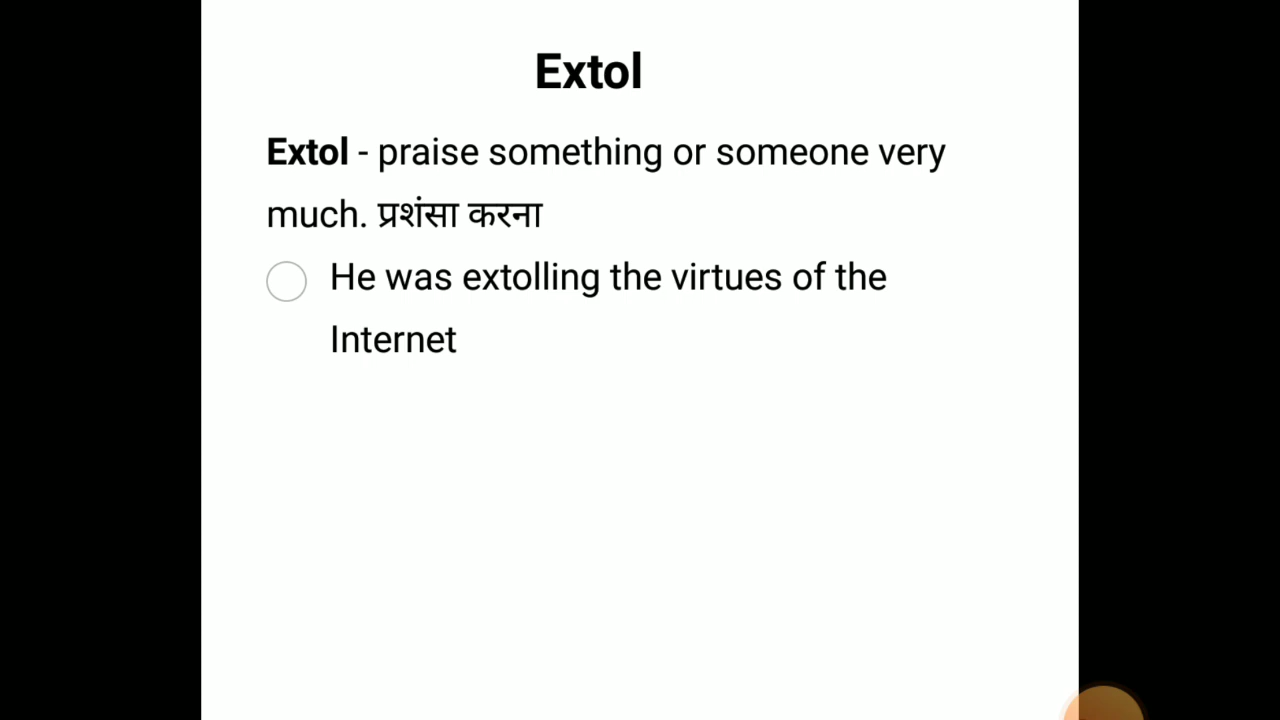 Extol
Extol - praise something or someone very
much. प्रशंसा करना
He was extolling the virtues of the
Internet